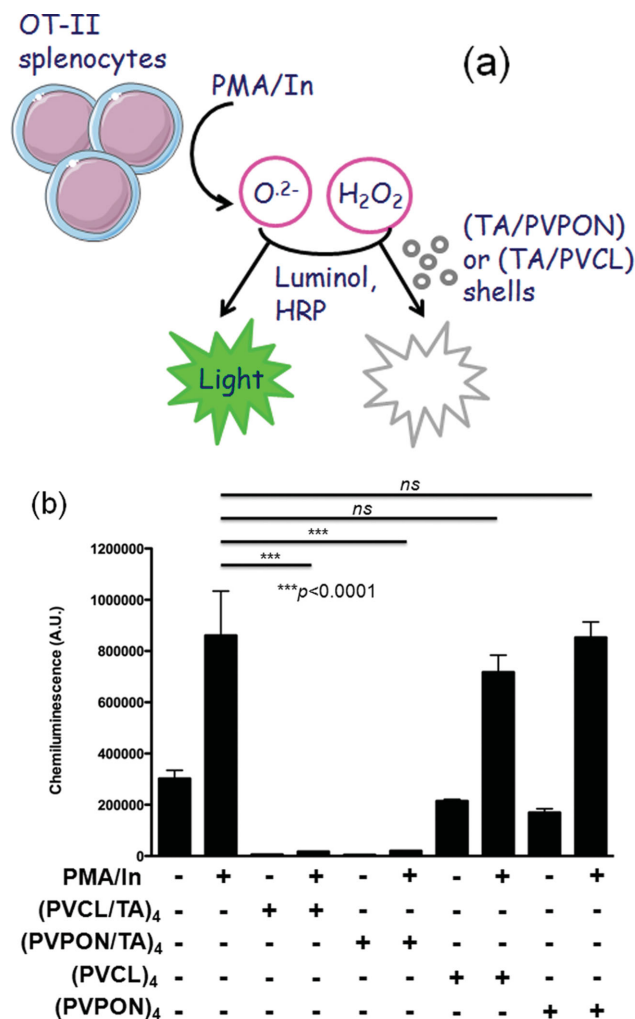 OT-II
splenocytes
(a)
PMA/In
O.2-
H2O2
(TA/PVPON)
or (TA/PVCL)
shells
Luminol,
HRP
Light
(b)
ns
ns
***
***
***p<0.0001
Chemiluminescence (A.U.)
1200000
1000000
800000
600000
400000
200000
0
PMA/In - + - + - + - + - +
(PVCL/TA)4 - - + + - - - - - -
(PVPON/TA)4 - - - - + + - - - -
(PVCL)4 - - - - - - + + - -
(PVPON)4 - - - - - - - - + +